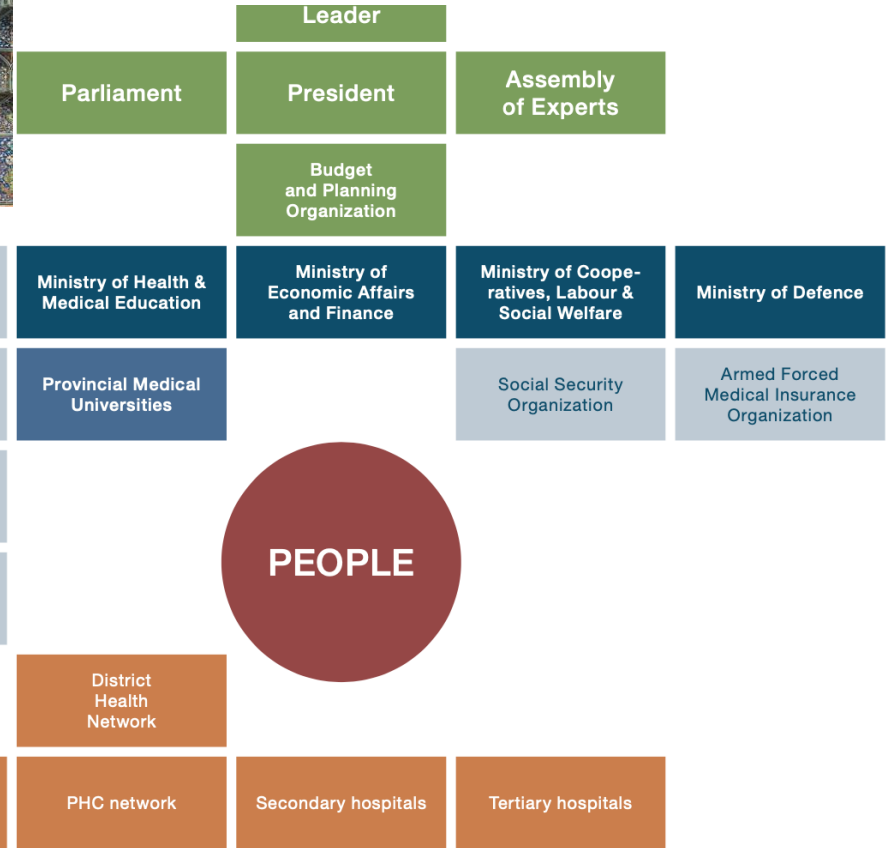 Leader
Parliament
President
Assembly
of Experts
Budget
and Planning
Organization
Ministry of Health &
Medical Education
Ministry of
Economic Affairs
and Finance
Ministry of Coope-
ratives, Labour &
Social Welfare
Ministry of Defence
Provincial Medical
Universities
Social Security
Organization
Armed Forced
Medical Insurance
Organization
PEOPLE
District
Health
Network
PHC network
Secondary hospitals
Tertiary hospitals